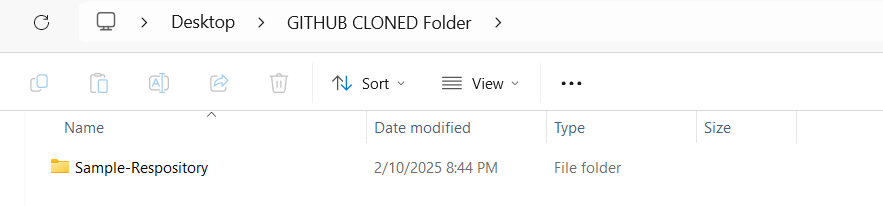 Desktop > GITHUB CLONED Folder >
Sort View
Name Date modified Type Size
Sample-Respository 2/10/2025 8:44 PM File folder